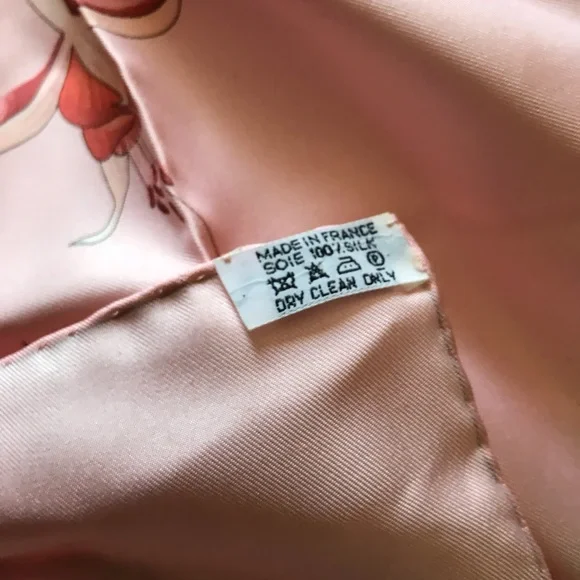 MADE IN FRANCE
SOIE 100% SILK
Ⓟ
DRY CLEAN ONLY